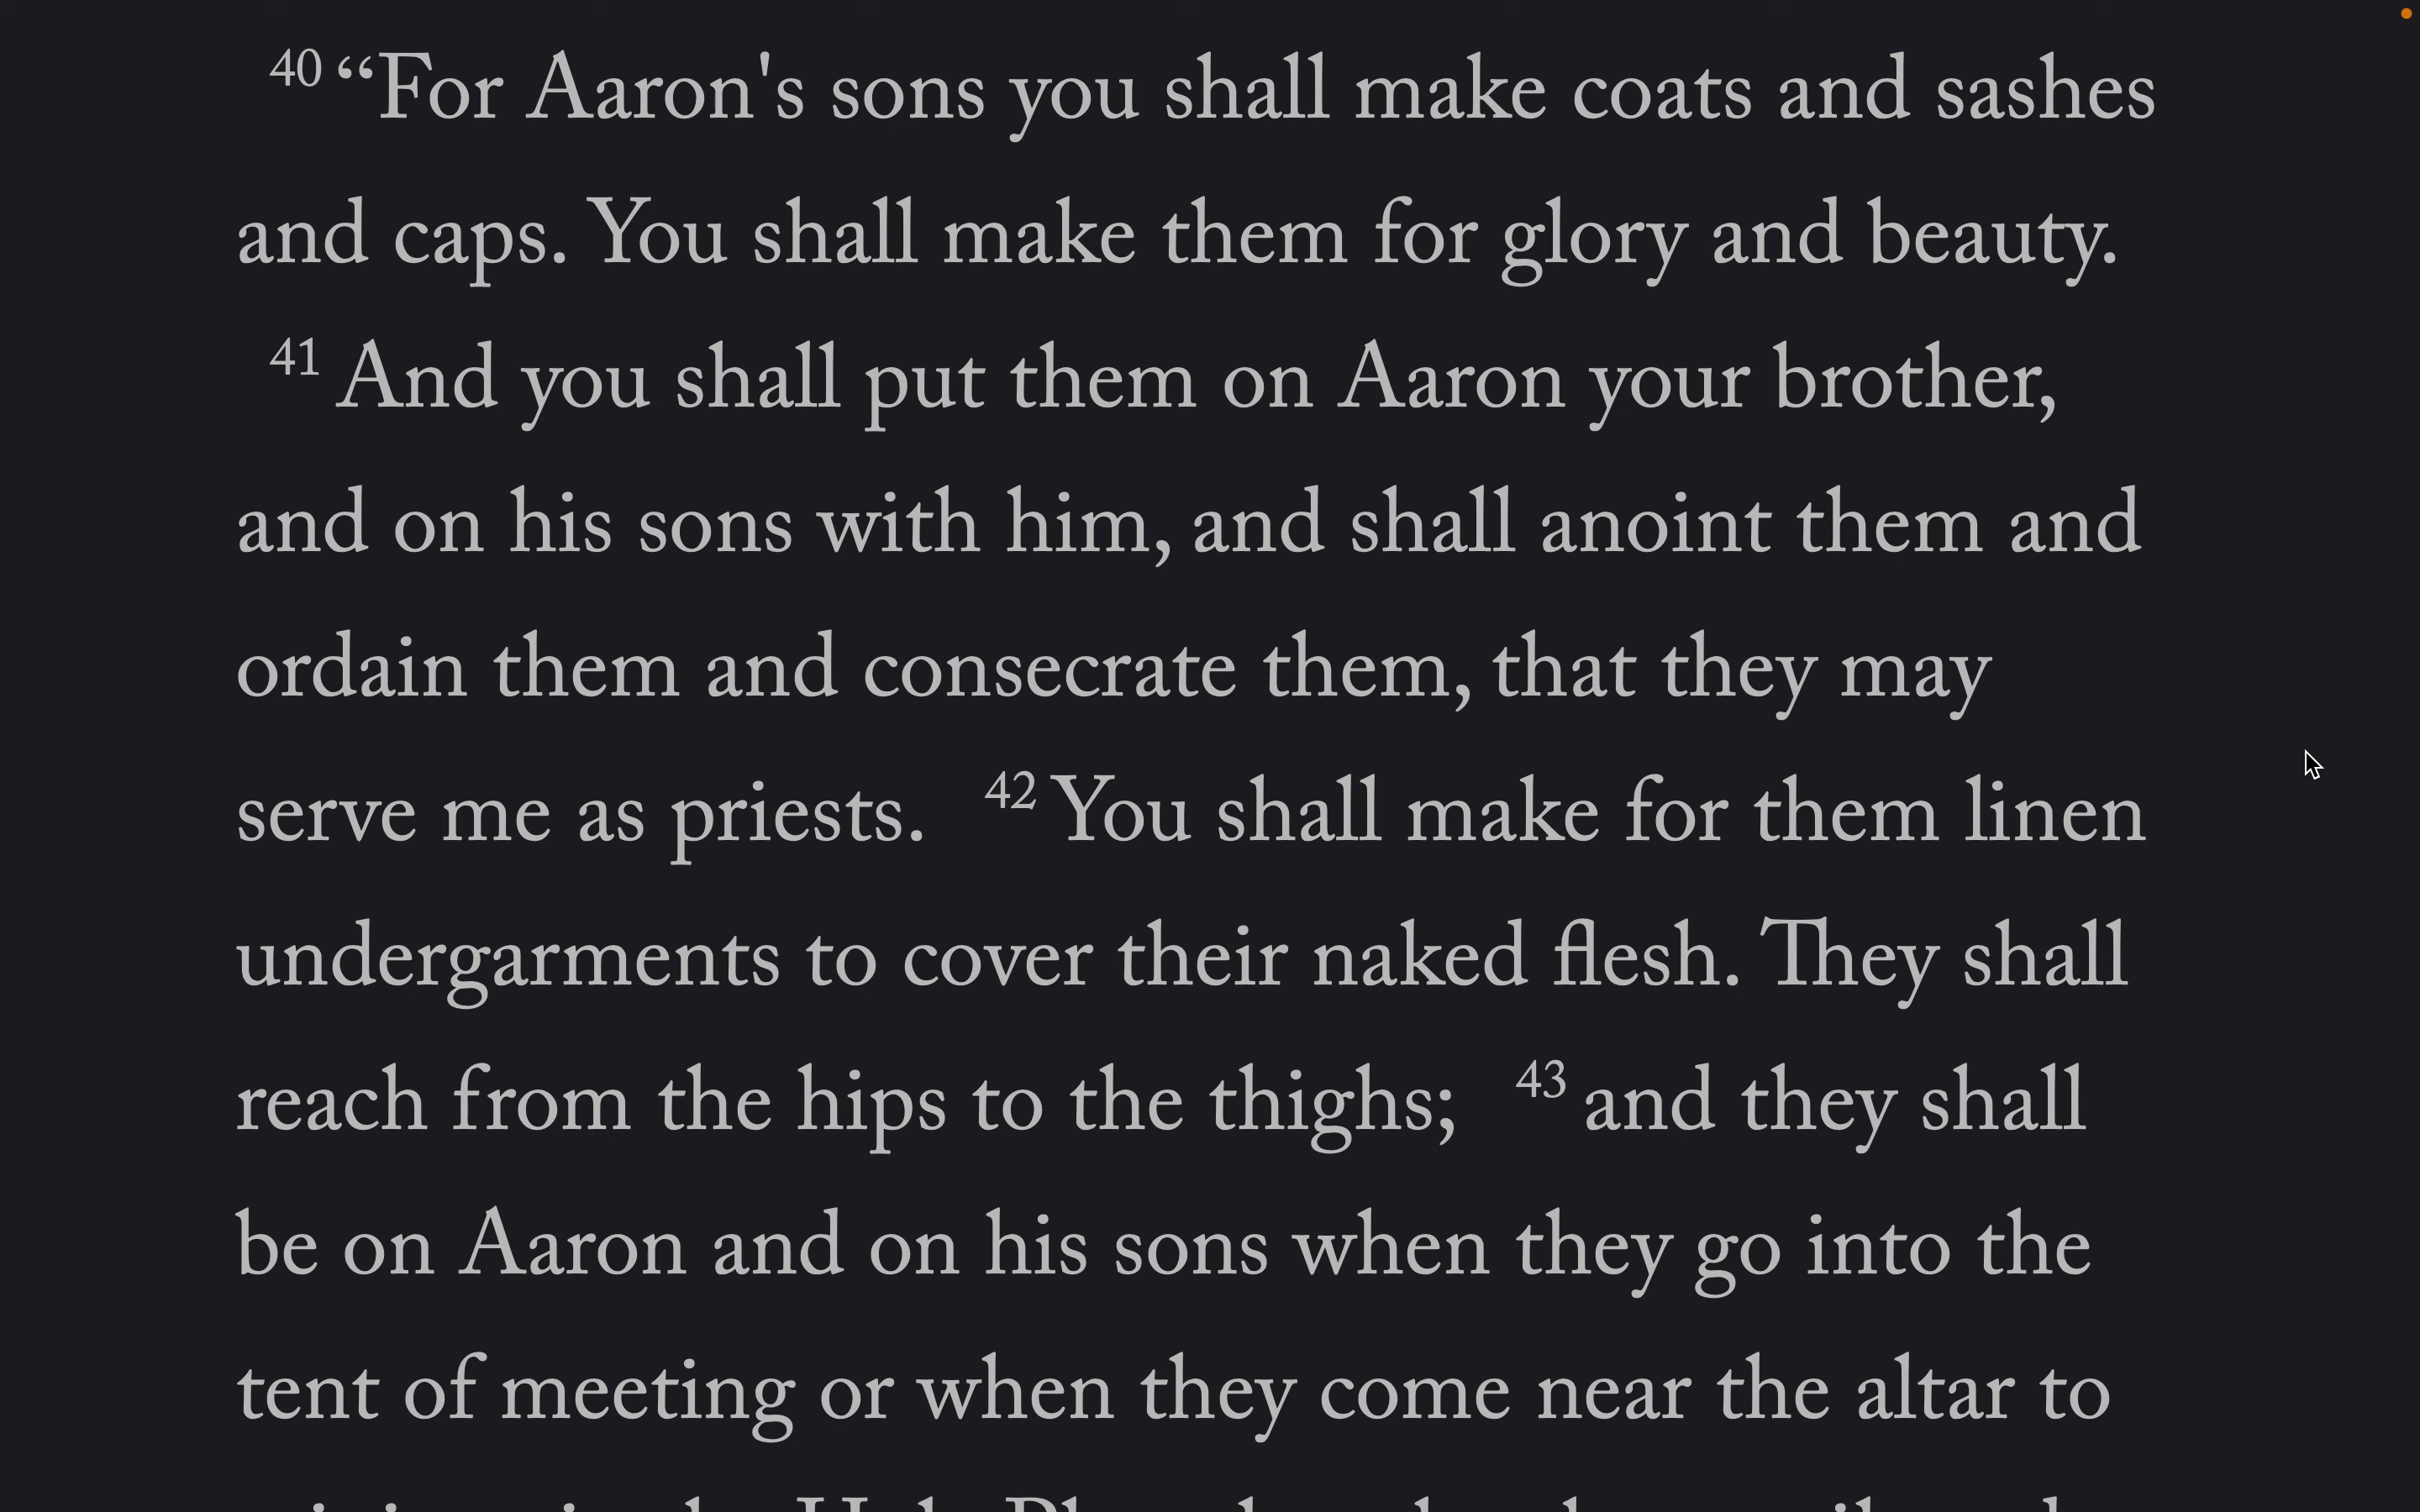 40 “For Aaron's sons you shall make coats and sashes
and caps. You shall make them for glory and beauty.
41 And you shall put them on Aaron your brother,
and on his sons with him, and shall anoint them and
ordain them and consecrate them, that they may
serve me as priests. 42 You shall make for them linen
undergarments to cover their naked flesh. They shall
reach from the hips to the thighs; 43 and they shall
be on Aaron and on his sons when they go into the
tent of meeting or when they come near the altar to